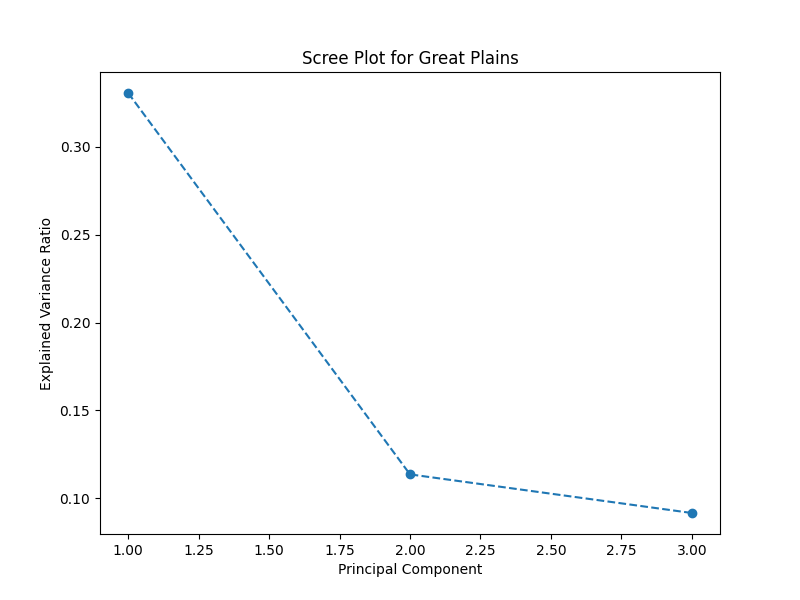 Scree Plot for Great Plains
Explained Variance Ratio
0.30
0.25
0.20
0.15
0.10
1.00 1.25 1.50 1.75 2.00 2.25 2.50 2.75 3.00
Principal Component